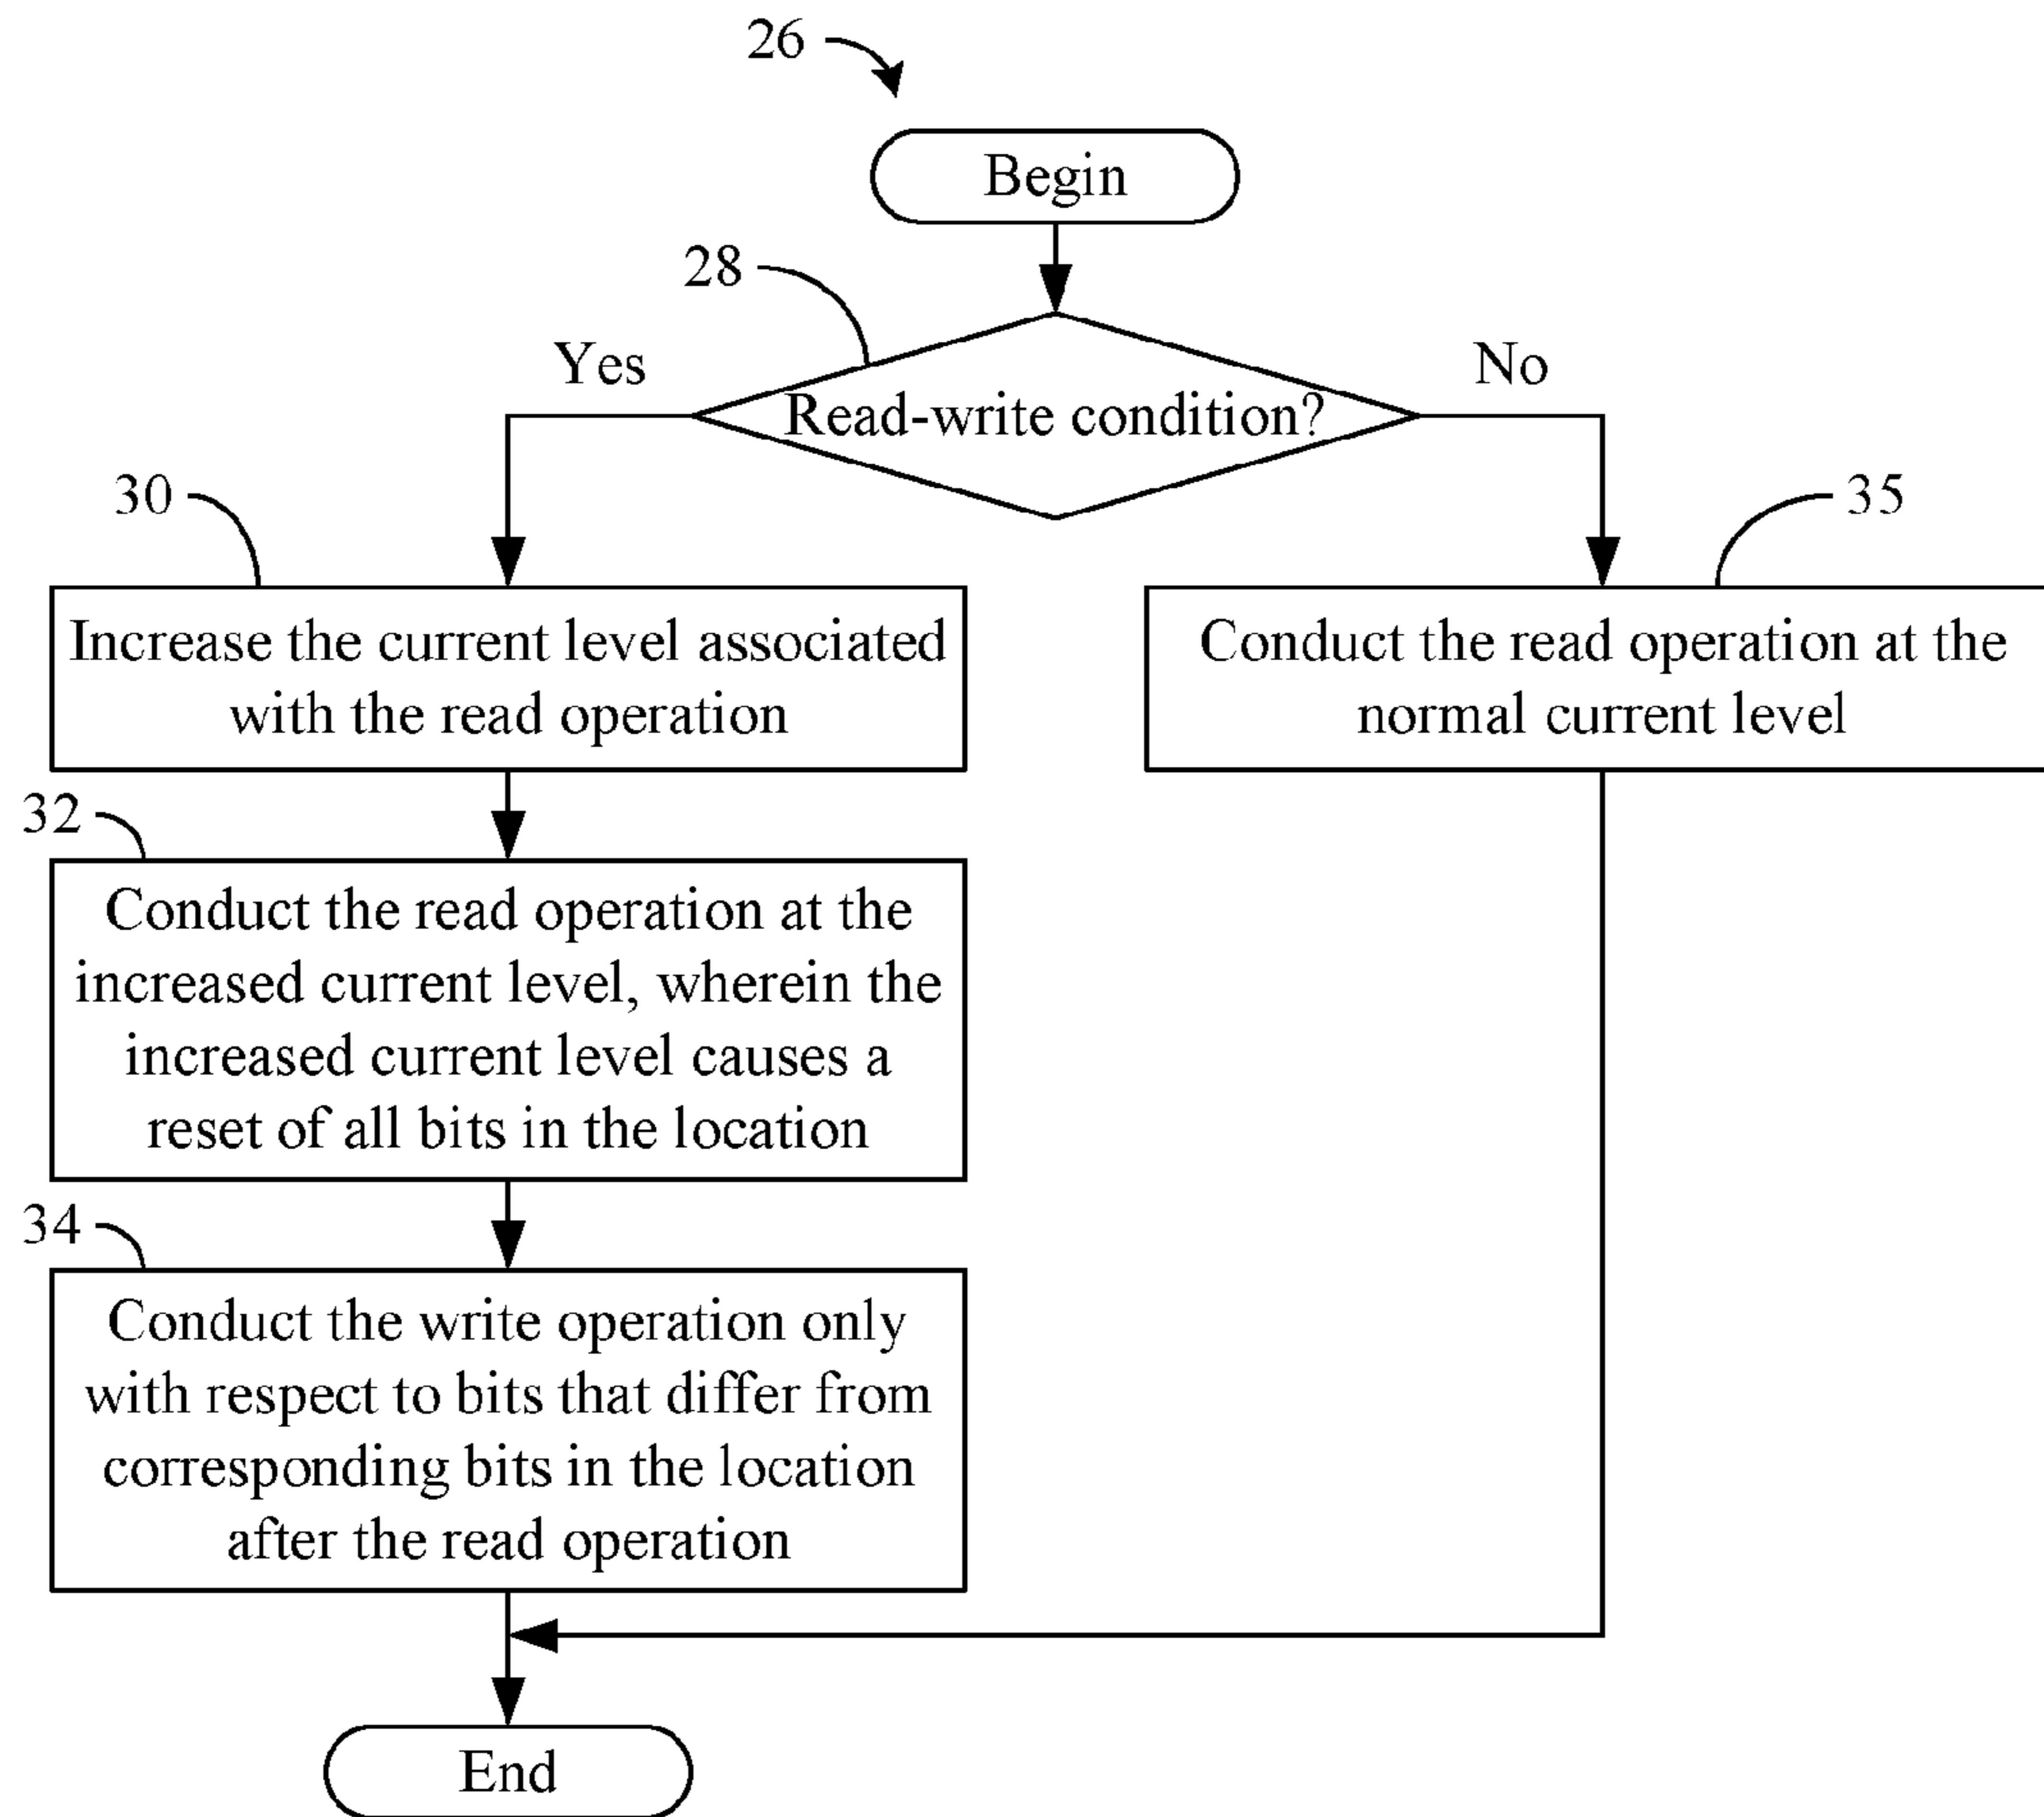 26
Begin
28
Yes
No
Read-write condition?
30
35
Increase the current level associated
with the read operation
Conduct the read operation at the
normal current level
32
Conduct the read operation at the
increased current level, wherein the
increased current level causes a
reset of all bits in the location
34
Conduct the write operation only
with respect to bits that differ from
corresponding bits in the location
after the read operation
End